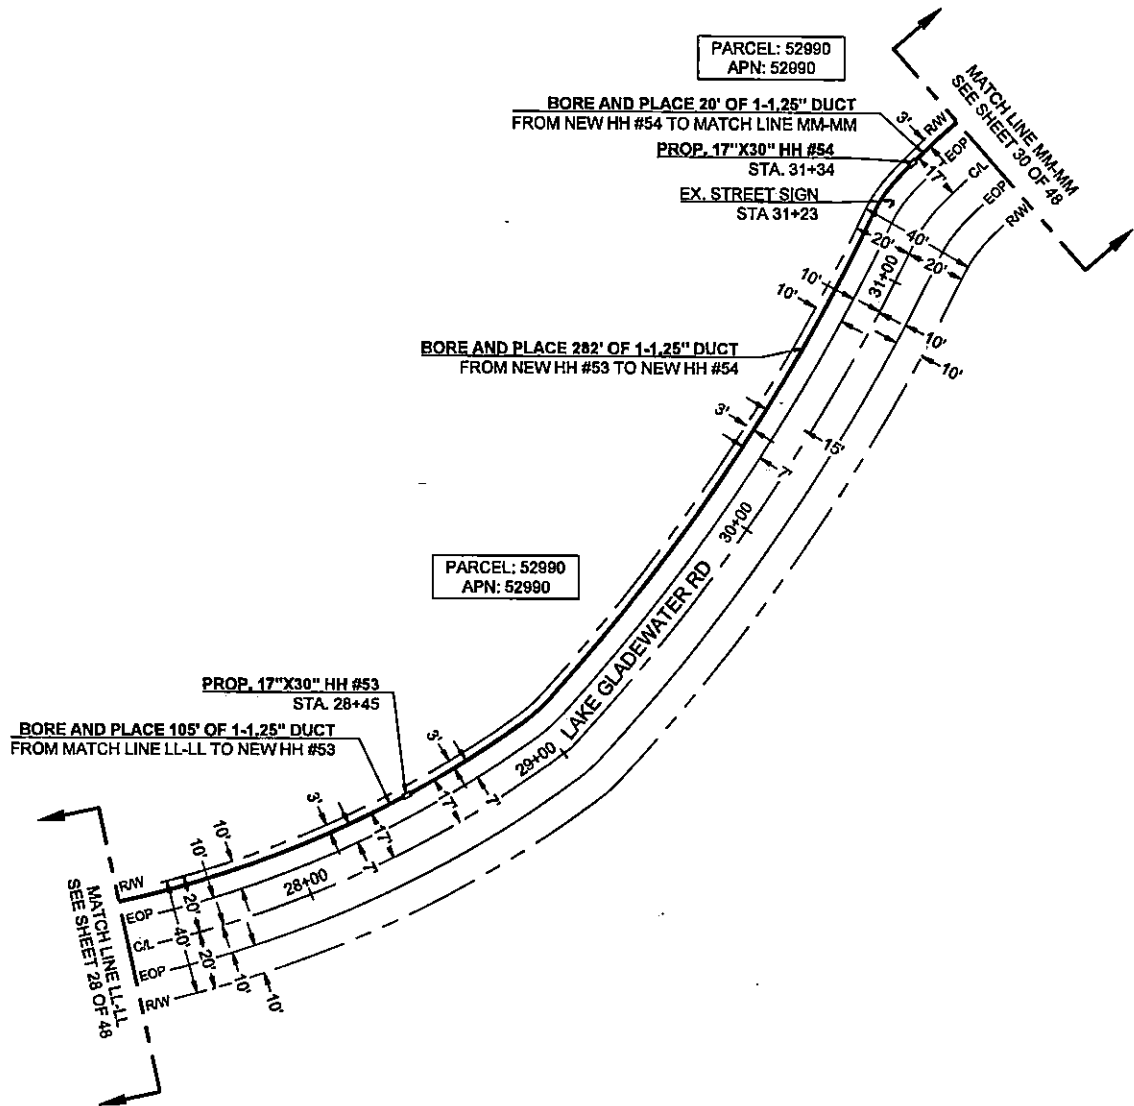 PARCEL: 52990
APN: 52990
BORE AND PLACE 20' OF 1-1.25" DUCT
FROM NEW HH #54 TO MATCH LINE MM-MM
PROP. 17"X30" HH #54
STA. 31+34
EX. STREET SIGN
STA 31+23
MATCH LINE MM-MM
SEE SHEET 30 OF 48
3'
R/W
EOP
17'
C/L
EOP
R/W
40'
20'
20'
31+00
10'
10'
10'
10'
BORE AND PLACE 282' OF 1-1.25" DUCT
FROM NEW HH #53 TO NEW HH #54
3'
15'
7'
30+00
PARCEL: 52990
APN: 52990
LAKE GLADEWATER RD
PROP. 17"X30" HH #53
STA. 28+45
BORE AND PLACE 105' OF 1-1.25" DUCT
FROM MATCH LINE LL-LL TO NEW HH #53
3'
29+00
7'
17'
3'
17'
7'
28+00
10'
10'
R/W
EOP
C/L
EOP
R/W
20'
40'
20'
10'
10'
MATCH LINE LL-LL
SEE SHEET 28 OF 48